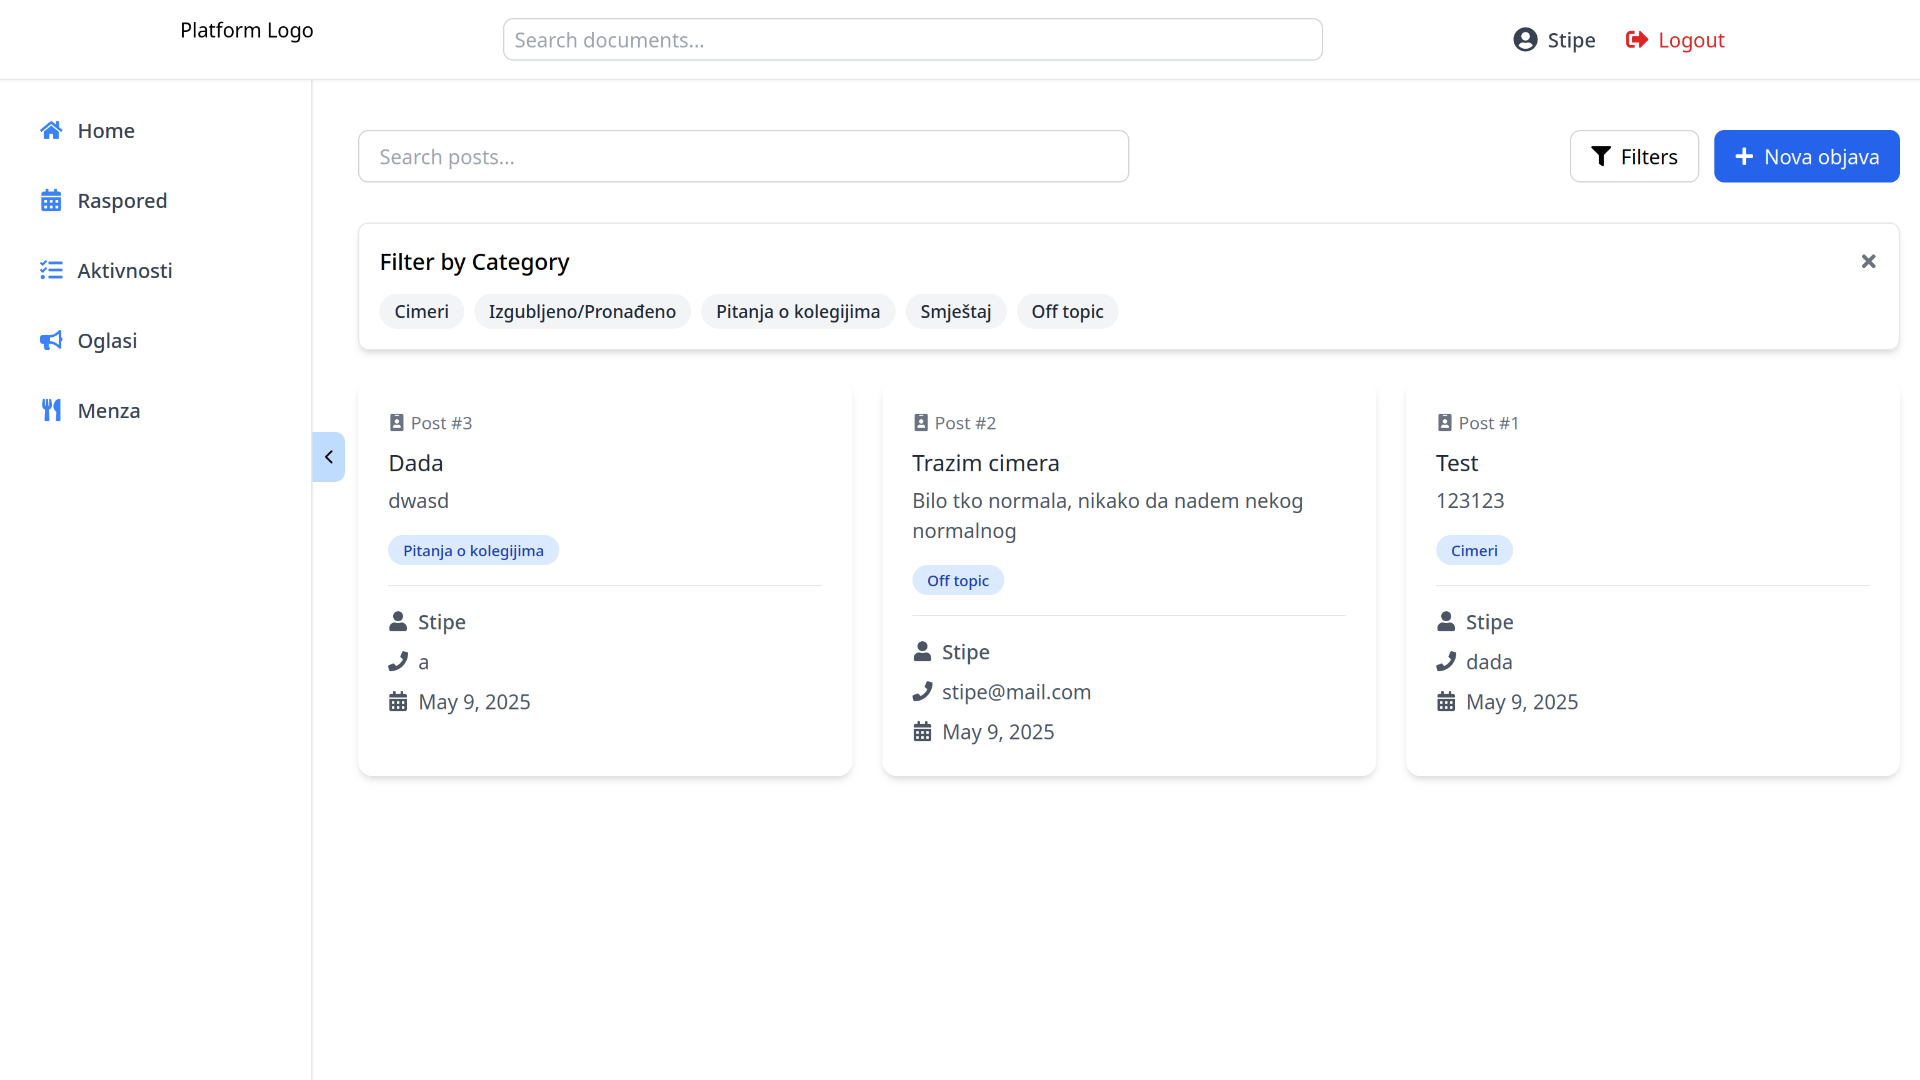 Platform Logo
Search documents...
Stipe
Logout
Home
Raspored
Aktivnosti
Oglasi
Menza
Search posts...
Filters
Nova objava
Filter by Category
Cimeri
Izgubljeno/Pronađeno
Pitanja o kolegijima
Smještaj
Off topic
Post #3
Dada
dwasd
Pitanja o kolegijima
Stipe
a
May 9, 2025
Post #2
Trazim cimera
Bilo tko normala, nikako da nadem nekog
normalnog
Off topic
Stipe
stipe@mail.com
May 9, 2025
Post #1
Test
123123
Cimeri
Stipe
dada
May 9, 2025